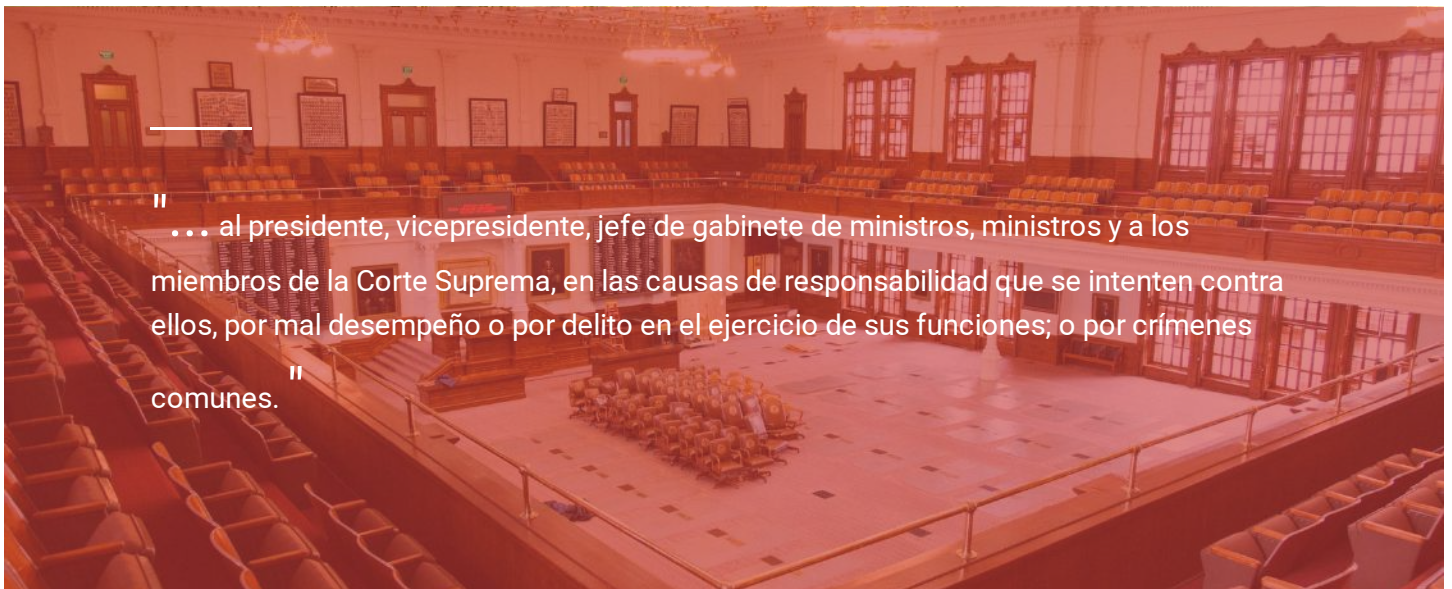 "... al presidente, vicepresidente, jefe de gabinete de ministros, ministros y a los
miembros de la Corte Suprema, en las causas de responsabilidad que se intenten contra
ellos, por mal desempeño o por delito en el ejercicio de sus funciones; o por crímenes
comunes."